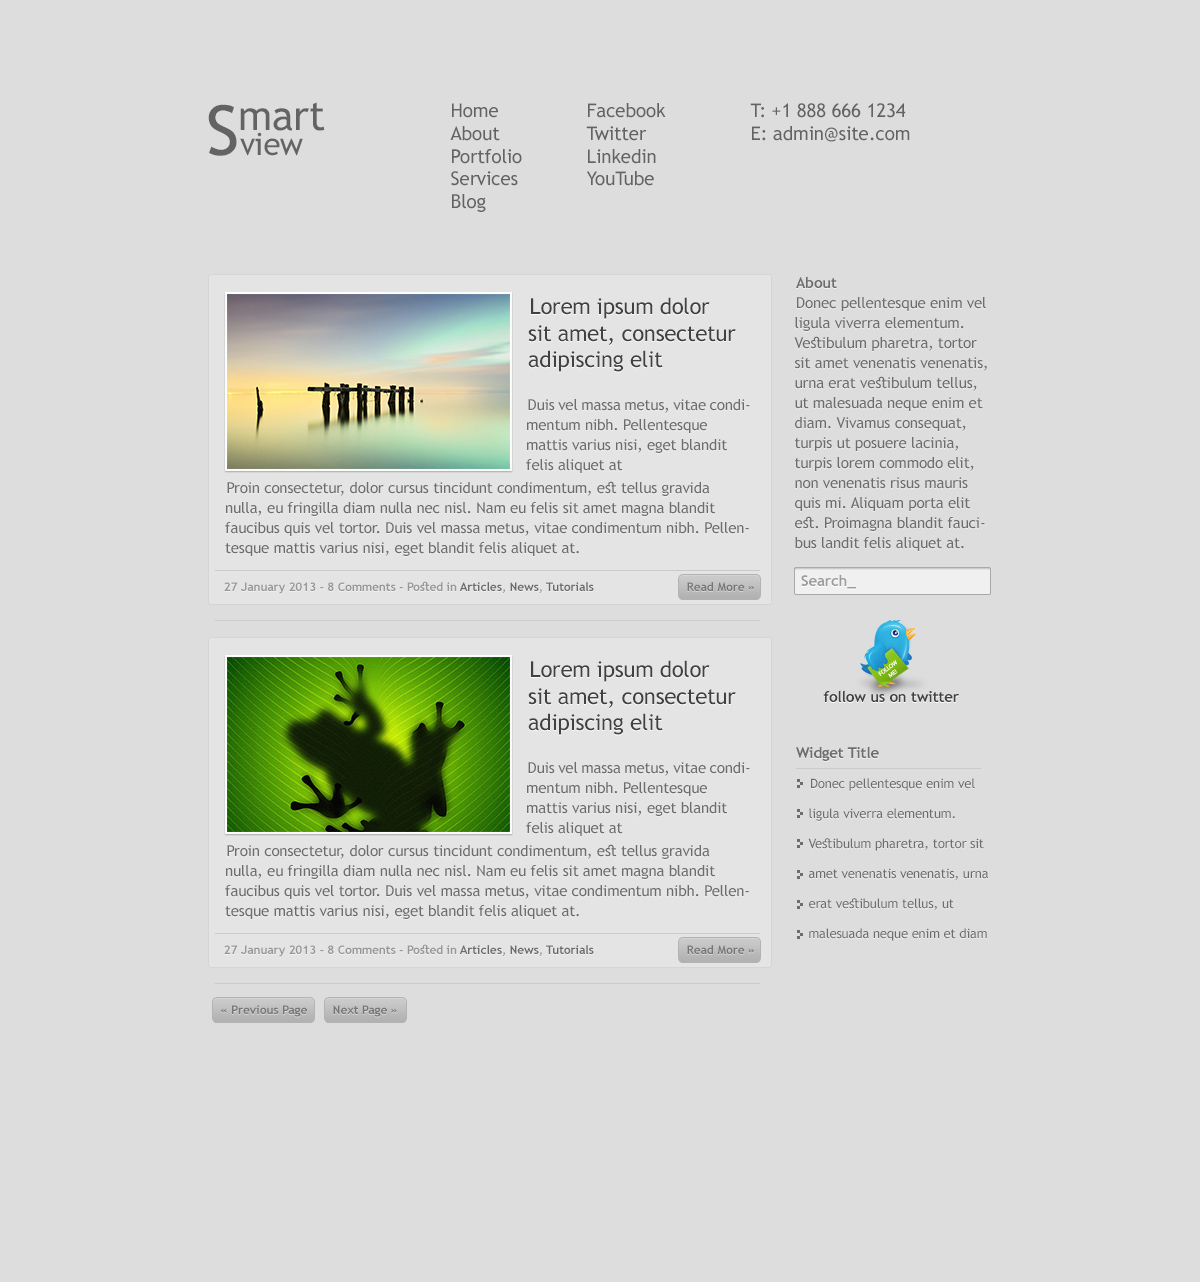 Smart
view
Home
About
Portfolio
Services
Blog
Facebook
Twitter
Linkedin
YouTube
T: +1 888 666 1234
E: admin@site.com
Lorem ipsum dolor
sit amet, consectetur
adipiscing elit
Duis vel massa metus, vitae condi-
mentum nibh. Pellentesque
mattis varius nisi, eget blandit
felis aliquet at
Proin consectetur, dolor cursus tincidunt condimentum, est tellus gravida
nulla, eu fringilla diam nulla nec nisl. Nam eu felis sit amet magna blandit
faucibus quis vel tortor. Duis vel massa metus, vitae condimentum nibh. Pellen-
tesque mattis varius nisi, eget blandit felis aliquet at.
27 January 2013 - 8 Comments - Posted in Articles, News, Tutorials
Read More »
Lorem ipsum dolor
sit amet, consectetur
adipiscing elit
Duis vel massa metus, vitae condi-
mentum nibh. Pellentesque
mattis varius nisi, eget blandit
felis aliquet at
Proin consectetur, dolor cursus tincidunt condimentum, est tellus gravida
nulla, eu fringilla diam nulla nec nisl. Nam eu felis sit amet magna blandit
faucibus quis vel tortor. Duis vel massa metus, vitae condimentum nibh. Pellen-
tesque mattis varius nisi, eget blandit felis aliquet at.
27 January 2013 - 8 Comments - Posted in Articles, News, Tutorials
Read More »
« Previous Page
Next Page »
About
Donec pellentesque enim vel
ligula viverra elementum.
Vestibulum pharetra, tortor
sit amet venenatis venenatis,
urna erat vestibulum tellus,
ut malesuada neque enim et
diam. Vivamus consequat,
turpis ut posuere lacinia,
turpis lorem commodo elit,
non venenatis risus mauris
quis mi. Aliquam porta elit
est. Proimagna blandit fauci-
bus landit felis aliquet at.
Search_
FOLLOW
ME!
follow us on twitter
Widget Title
Donec pellentesque enim vel
ligula viverra elementum.
Vestibulum pharetra, tortor sit
amet venenatis venenatis, urna
erat vestibulum tellus, ut
malesuada neque enim et diam